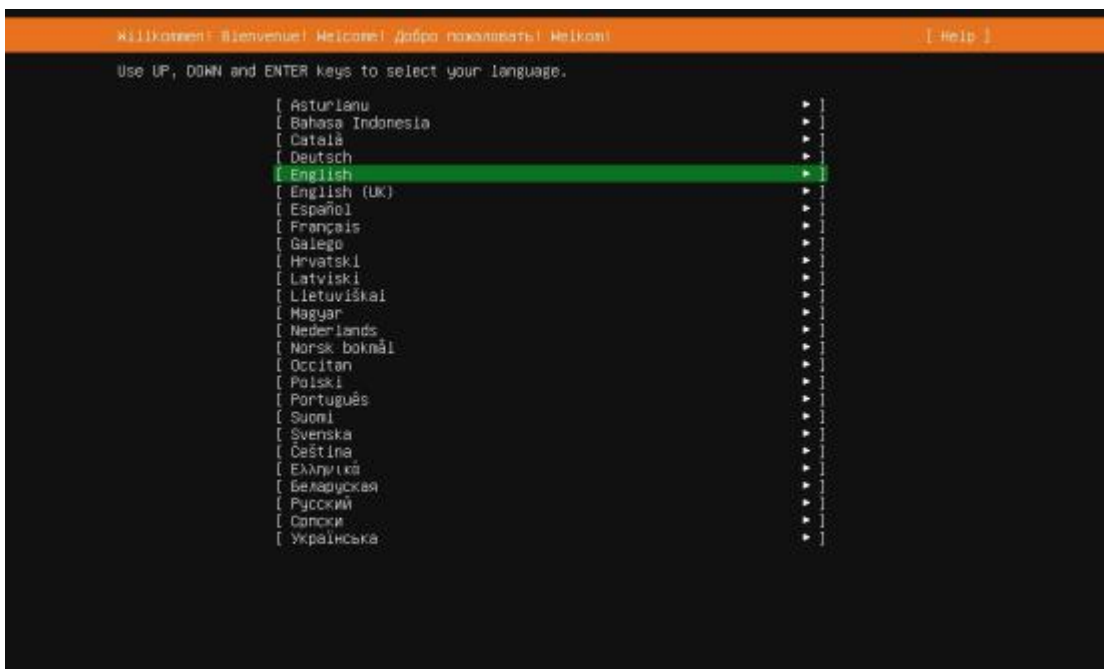 Willkommen! Bienvenue! Welcome! Добро пожаловать! Welkom! [ Help ]
Use UP, DOWN and ENTER keys to select your language.
[ Asturianu ► ]
[ Bahasa Indonesia ► ]
[ Català ► ]
[ Deutsch ► ]
[ English ► ]
[ English (UK) ► ]
[ Español ► ]
[ Français ► ]
[ Galego ► ]
[ Hrvatski ► ]
[ Latviski ► ]
[ Lietuviškai ► ]
[ Magyar ► ]
[ Nederlands ► ]
[ Norsk bokmål ► ]
[ Occitan ► ]
[ Polski ► ]
[ Português ► ]
[ Suomi ► ]
[ Svenska ► ]
[ Čeština ► ]
[ Ελληνικά ► ]
[ Беларуская ► ]
[ Русский ► ]
[ Српски ► ]
[ Українська ► ]